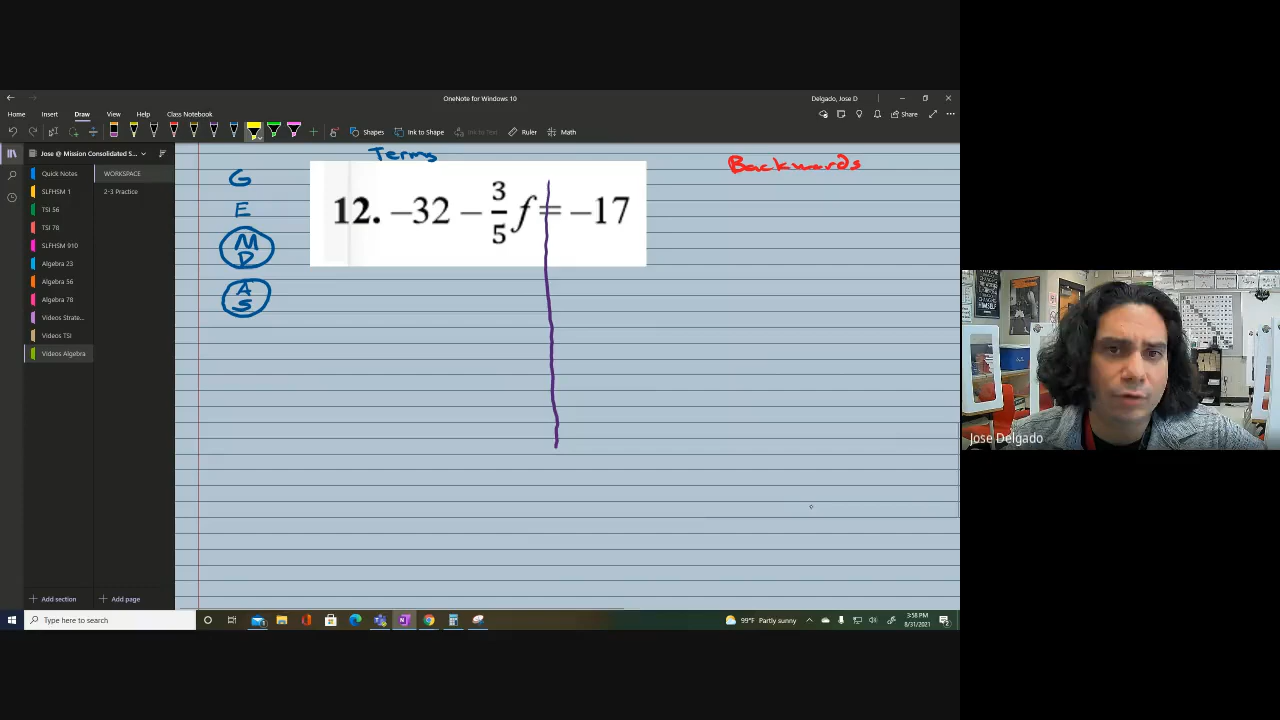 OneNote for Windows 10
Delgado, Jose D
Home Insert Draw View Help Class Notebook
Share
Shapes Ink to Shape Ink to Text Ruler Math
Jose @ Mission Consolidated S...
WORKSPACE
2-3 Practice
Quick Notes
SLFHSM 1
TSI 56
TSI 78
SLFHSM 910
Algebra 23
Algebra 56
Algebra 78
Videos Strate...
Videos TSI
Videos Algebra
Terms
Backwards
G
E
M
D
A
S
12. −32 − 3/5 f = −17
Jose Delgado
Add section
Add page
Type here to search
99°F Partly sunny
3:58 PM
8/31/2021